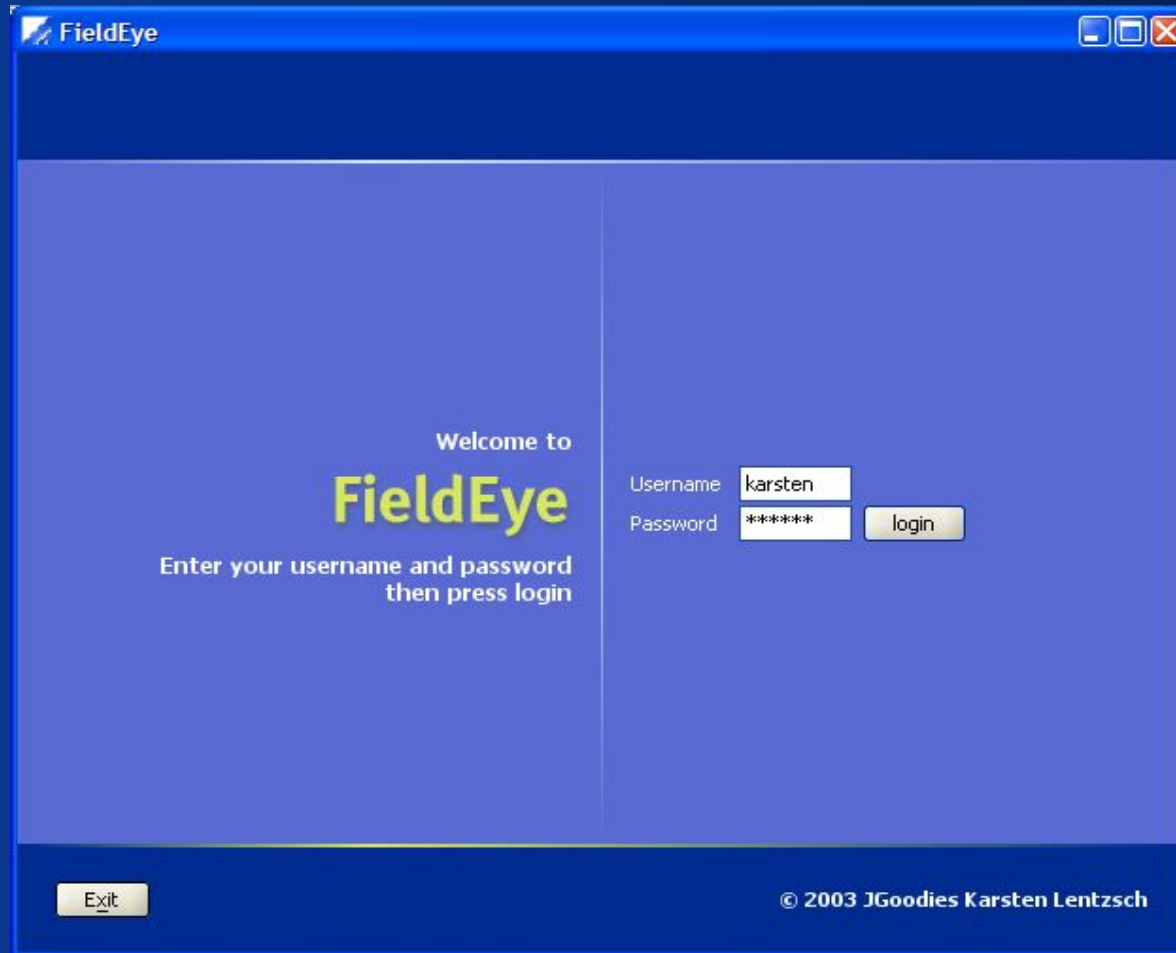 FieldEye
Welcome to
FieldEye
Enter your username and password
then press login
Username karsten
Password ******
login
Exit
© 2003 JGoodies Karsten Lentzsch